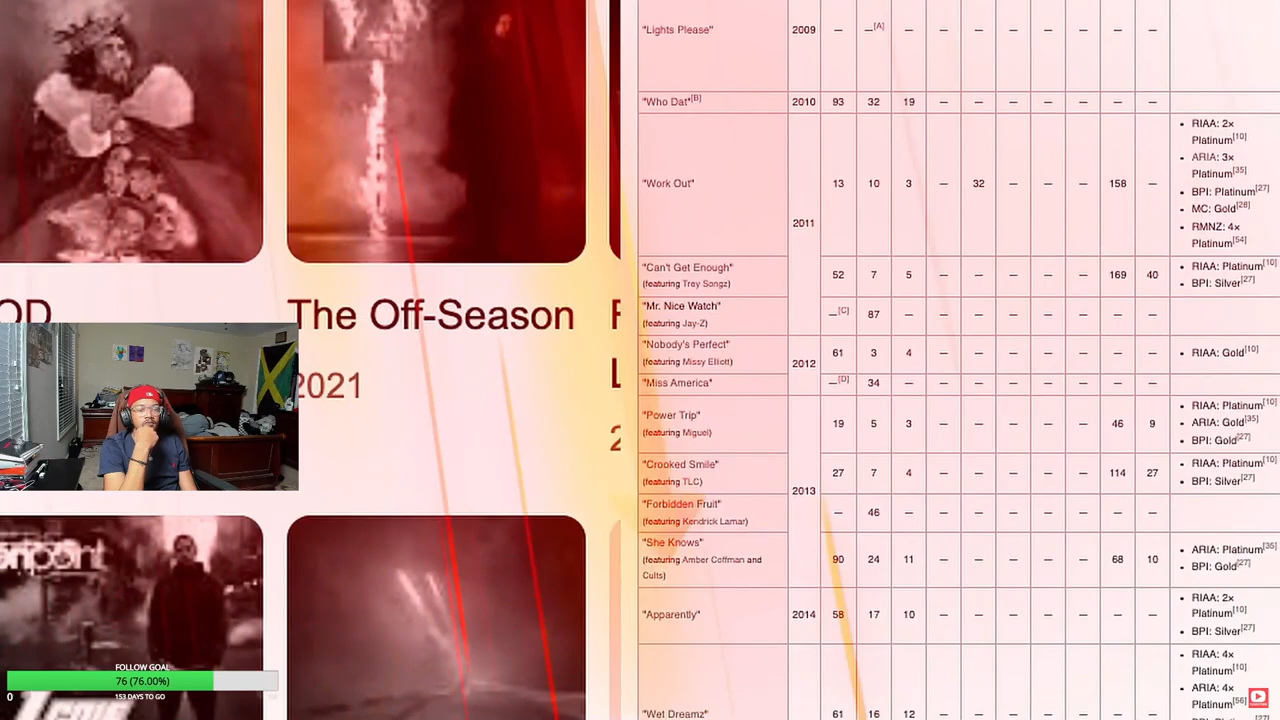 OD
The Off-Season
2021
F
L
2
FOLLOW GOAL
76 (76.00%)
0
153 DAYS TO GO
"Lights Please" 2009 — —[A] — — — — — — — —
"Who Dat"[B] 2010 93 32 19 — — — — — — —
"Work Out" 2011 13 10 3 — 32 — — — 158 —
• RIAA: 2×
Platinum[10]
• ARIA: 3×
Platinum[35]
• BPI: Platinum[27]
• MC: Gold[28]
• RMNZ: 4×
Platinum[54]
"Can't Get Enough"
(featuring Trey Songz)
52 7 5 — — — — — 169 40
• RIAA: Platinum[10]
• BPI: Silver[27]
"Mr. Nice Watch"
(featuring Jay-Z)
—[C] 87 — — — — — — — —
"Nobody's Perfect"
(featuring Missy Elliott)
2012
61 3 4 — — — — — — —
• RIAA: Gold[10]
"Miss America" —[D] 34 — — — — — — — —
"Power Trip"
(featuring Miguel)
2013
19 5 3 — — — — — 46 9
• RIAA: Platinum[10]
• ARIA: Gold[35]
• BPI: Gold[27]
"Crooked Smile"
(featuring TLC)
27 7 4 — — — — — 114 27
• RIAA: Platinum[10]
• BPI: Silver[27]
"Forbidden Fruit"
(featuring Kendrick Lamar)
— 46 — — — — — — — —
"She Knows"
(featuring Amber Coffman and
Cults)
90 24 11 — — — — — 68 10
• ARIA: Platinum[35]
• BPI: Gold[27]
"Apparently" 2014 58 17 10 — — — — — — —
• RIAA: 2×
Platinum[10]
• BPI: Silver[27]
"Wet Dreamz" 61 16 12 — — — — — — —
• RIAA: 4×
Platinum[10]
• ARIA: 4×
Platinum[56]